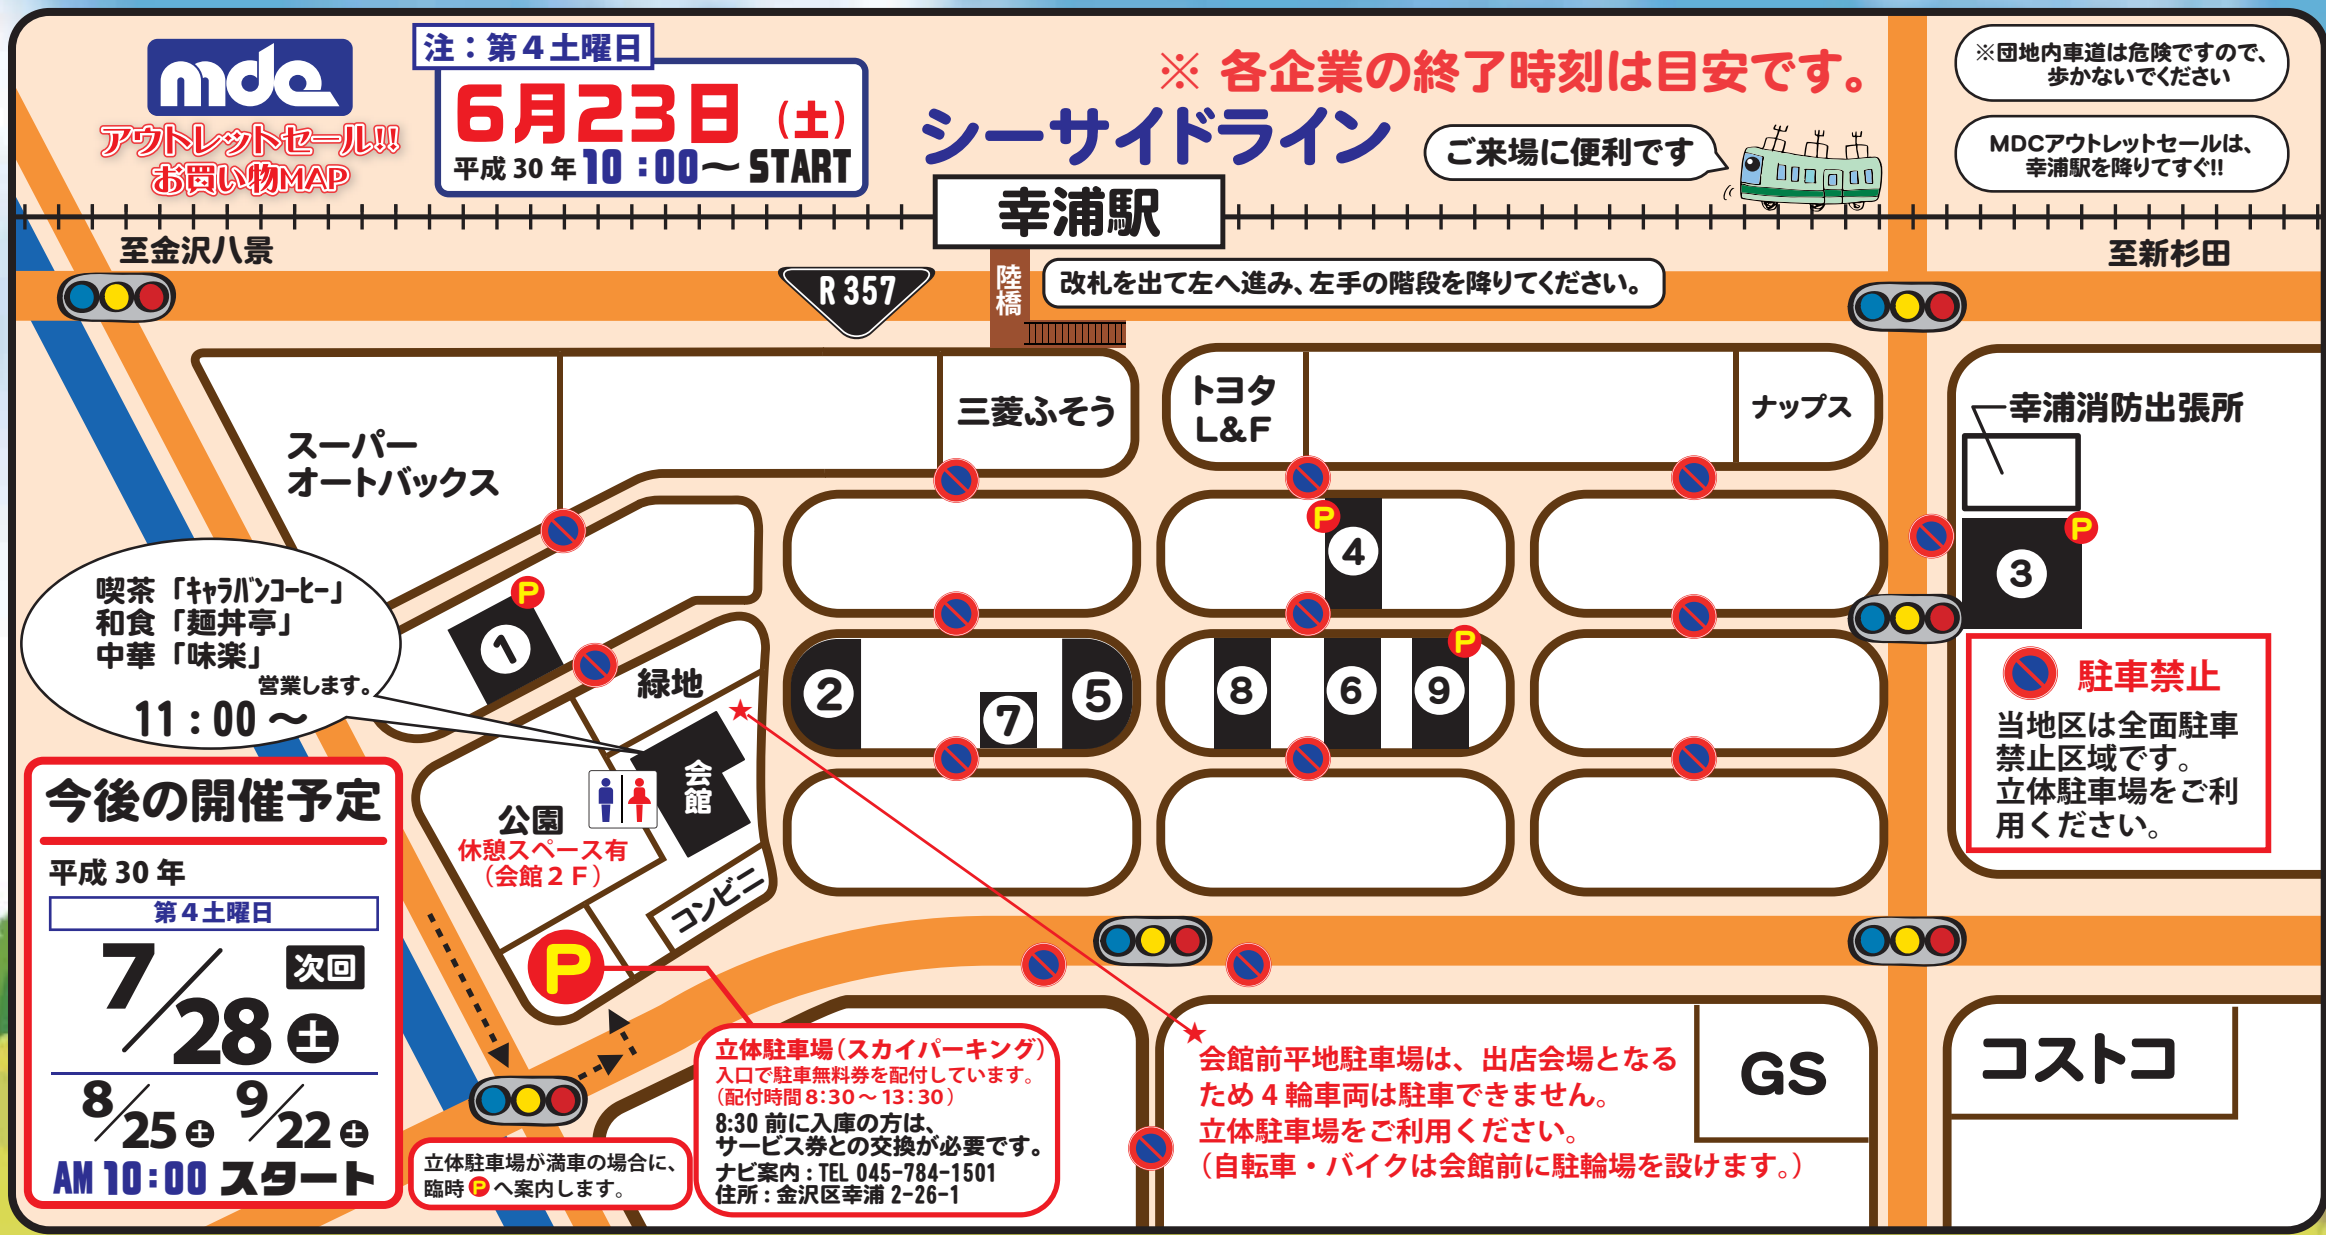 mdc
アウトレットセール!!
お買い物MAP
注：第4土曜日
6月23日（土）
平成30年 10：00～ START
※ 各企業の終了時刻は目安です。
シーサイドライン
ご来場に便利です
※団地内車道は危険ですので、
歩かないでください
MDCアウトレットセールは、
幸浦駅を降りてすぐ!!
幸浦駅
至金沢八景
至新杉田
R 357
陸橋
改札を出て左へ進み、左手の階段を降りてください。
スーパー
オートバックス
三菱ふそう
トヨタ
L&F
ナップス
幸浦消防出張所
P
4
P
3
喫茶「キャラバンコーヒー」
和食「麺丼亭」
中華「味楽」
営業します。
11：00～
P
1
緑地
会館
2
7
5
8
6
9
P
駐車禁止
当地区は全面駐車
禁止区域です。
立体駐車場をご利
用ください。
公園
休憩スペース有
（会館２Ｆ）
コンビニ
P
今後の開催予定
平成30年
第4土曜日
7/28土 次回
8/25土 9/22土
AM 10:00 スタート
立体駐車場が満車の場合に、
臨時Pへ案内します。
立体駐車場（スカイパーキング）
入口で駐車無料券を配付しています。
（配付時間8：30～13：30）
8:30 前に入庫の方は、
サービス券との交換が必要です。
ナビ案内：TEL 045-784-1501
住所：金沢区幸浦 2-26-1
会館前平地駐車場は、出店会場となる
ため4輪車両は駐車できません。
立体駐車場をご利用ください。
（自転車・バイクは会館前に駐輪場を設けます。）
GS
コストコ